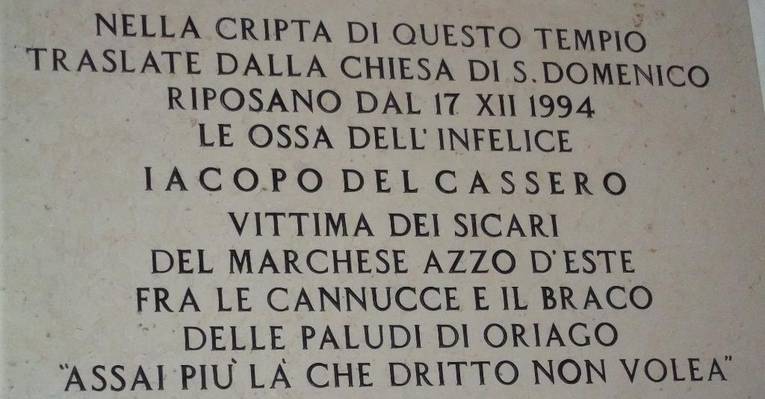 NELLA CRIPTA DI QUESTO TEMPIO
TRASLATE DALLA CHIESA DI S. DOMENICO
RIPOSANO DAL 17 XII 1994
LE OSSA DELL'INFELICE
IACOPO DEL CASSERO
VITTIMA DEI SICARI
DEL MARCHESE AZZO D'ESTE
FRA LE CANNUCCE E IL BRACO
DELLE PALUDI DI ORIAGO
"ASSAI PIU' LÀ CHE DRITTO NON VOLEA"